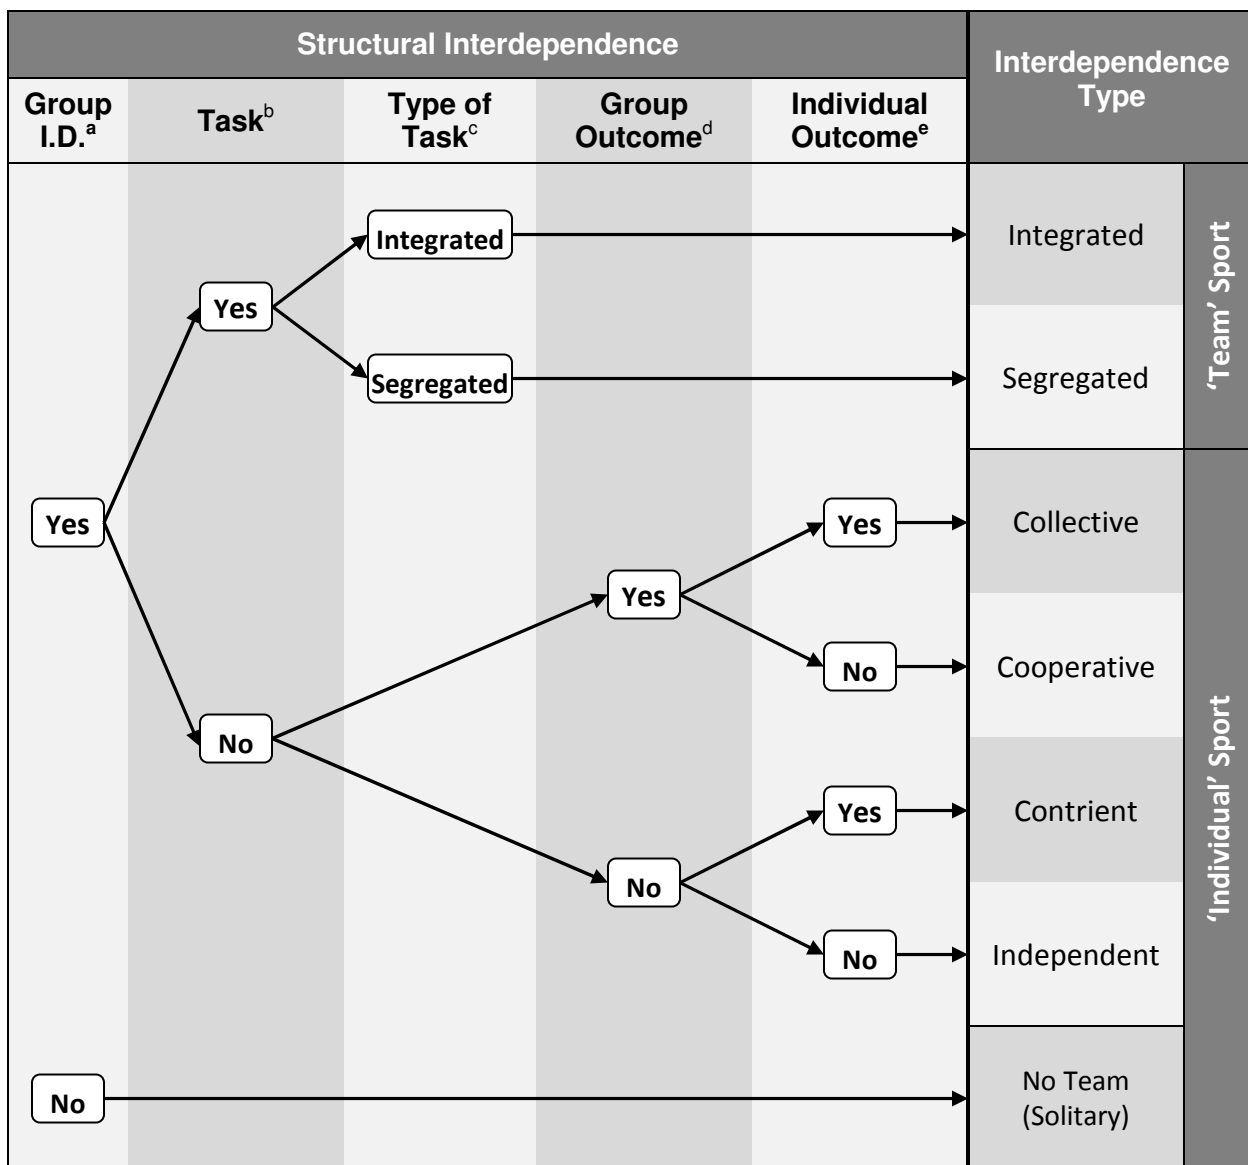 Structural Interdependence
Interdependence
Type
Group
I.D.a
Taskb
Type of
Taskc
Group
Outcomed
Individual
Outcomee
Integrated
Integrated
Yes
Segregated
Segregated
'Team' Sport
Yes
Yes
Collective
Yes
No
Cooperative
No
Yes
Contrient
No
No
Independent
'Individual' Sport
No
No Team
(Solitary)